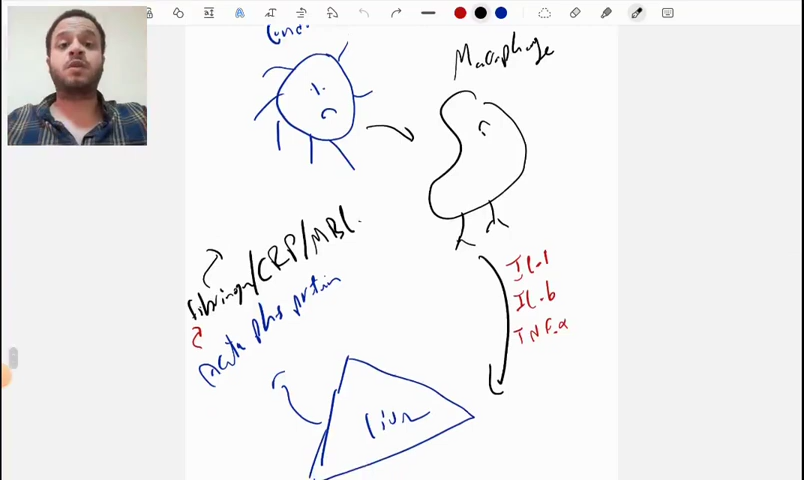 Macrophage
IL-1
IL-6
TNF-α
Fibrinogen/CRP/MBL
acute phase protein
liver